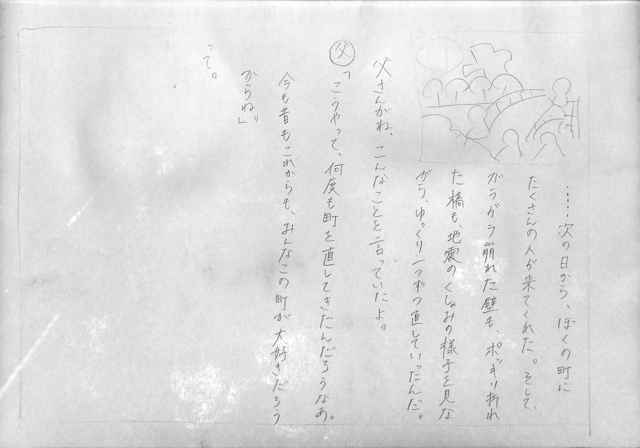 ‥‥次の日から、ぼくの町に
たくさんの人が来てくれた。そして、
ガラガラ崩れた壁も、ポッキリ折れ
た橋も、地震のくしゃみの様子を見な
がら、ゆっくり一つずつ直していったんだ。
父さんがね、こんなことを言っていたよ。
父「こうやって、何度も町を直してきたんだろうなあ。
今も昔もこれからも、みんなこの町が大好きだろう
からね。」
って。